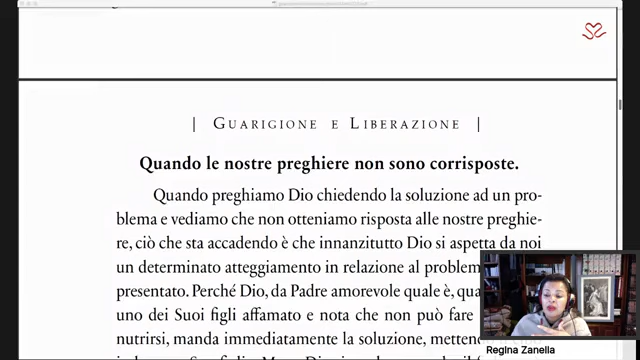 | Guarigione e Liberazione |
Quando le nostre preghiere non sono corrisposte.
Quando preghiamo Dio chiedendo la soluzione ad un pro-
blema e vediamo che non otteniamo risposta alle nostre preghie-
re, ciò che sta accadendo è che innanzitutto Dio si aspetta da noi
un determinato atteggiamento in relazione al problem
presentato. Perché Dio, da Padre amorevole quale è, qua
uno dei Suoi figli affamato e nota che non può fare
nutrirsi, manda immediatamente la soluzione, mettend
Regina Zanella